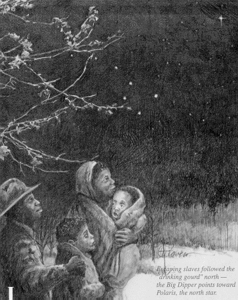 Escaping slaves followed the
"drinking gourd" north —
the Big Dipper points toward
Polaris, the north star.